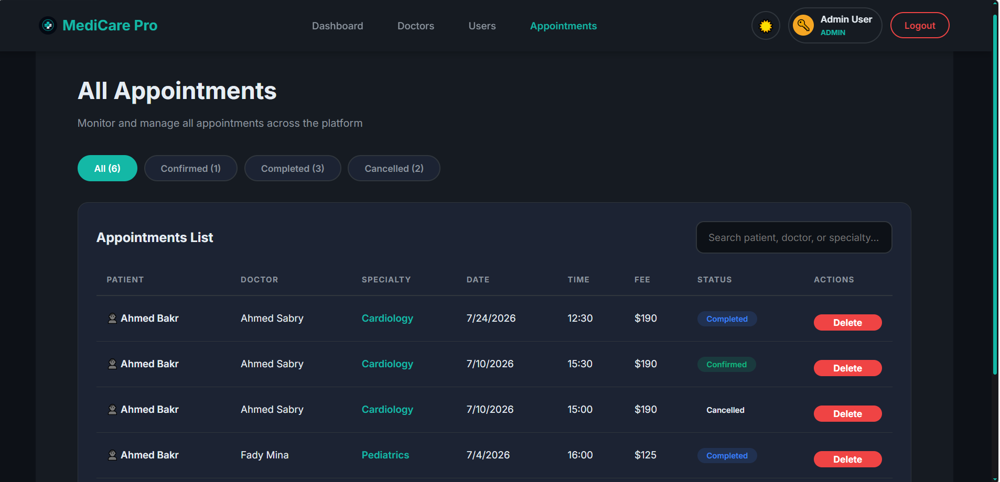 MediCare Pro
Dashboard
Doctors
Users
Appointments
Admin User
ADMIN
Logout
All Appointments
Monitor and manage all appointments across the platform
All (6)
Confirmed (1)
Completed (3)
Cancelled (2)
Appointments List
Search patient, doctor, or specialty...
PATIENT DOCTOR SPECIALTY DATE TIME FEE STATUS ACTIONS
Ahmed Bakr Ahmed Sabry Cardiology 7/24/2026 12:30 $190 Completed Delete
Ahmed Bakr Ahmed Sabry Cardiology 7/10/2026 15:30 $190 Confirmed Delete
Ahmed Bakr Ahmed Sabry Cardiology 7/10/2026 15:00 $190 Cancelled Delete
Ahmed Bakr Fady Mina Pediatrics 7/4/2026 16:00 $125 Completed Delete